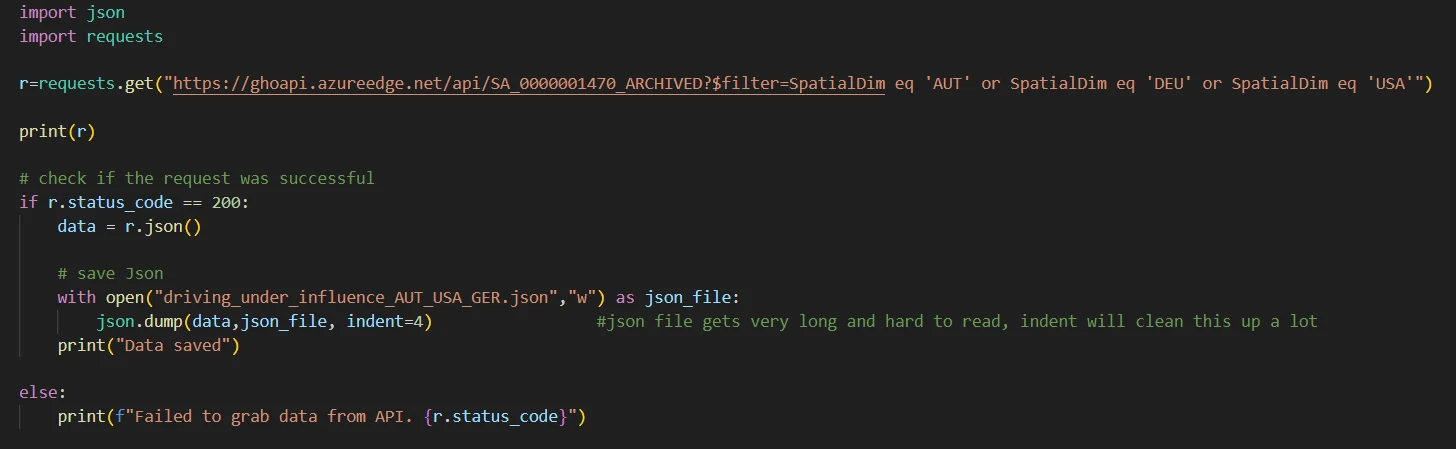 import json
import requests
r=requests.get("https://ghoapi.azureedge.net/api/SA_0000001470_ARCHIVED?$filter=SpatialDim eq 'AUT' or SpatialDim eq 'DEU' or SpatialDim eq 'USA'")
print(r)
# check if the request was successful
if r.status_code == 200:
    data = r.json()
    # save Json
    with open("driving_under_influence_AUT_USA_GER.json","w") as json_file:
        json.dump(data,json_file, indent=4)                 #json file gets very long and hard to read, indent will clean this up a lot
    print("Data saved")
else:
    print(f"Failed to grab data from API. {r.status_code}")